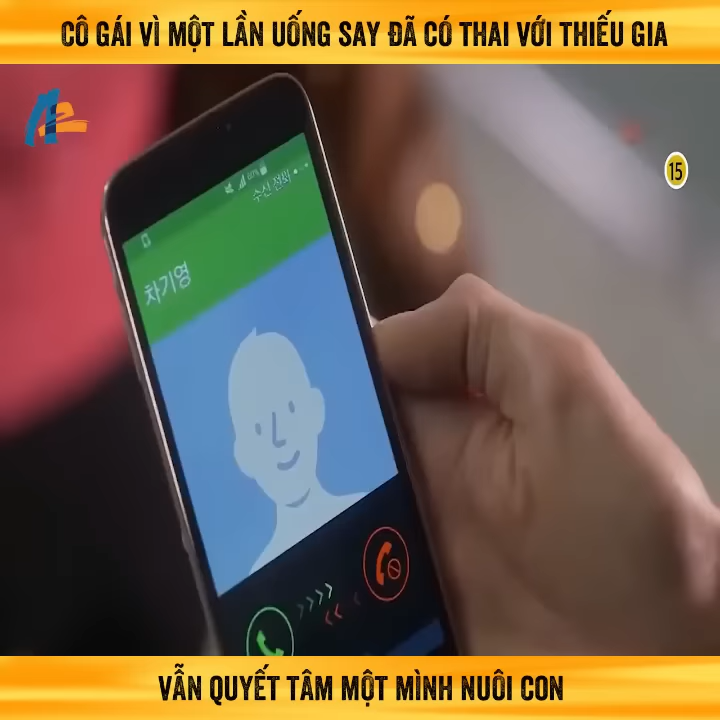 CÔ GÁI VÌ MỘT LẦN UỐNG SAY ĐÃ CÓ THAI VỚI THIẾU GIA
15
수신 전화
차기영
VẪN QUYẾT TÂM MỘT MÌNH NUÔI CON